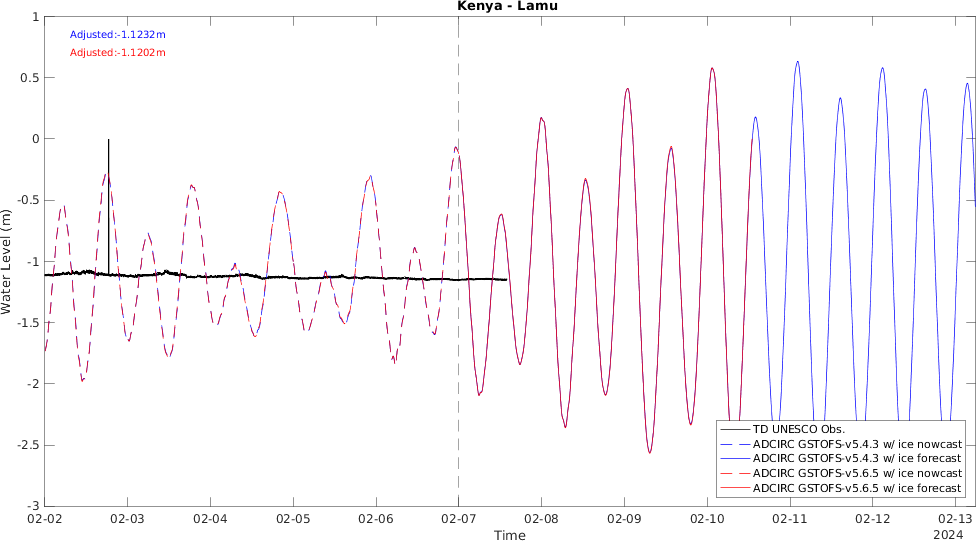 Kenya - Lamu
Adjusted:-1.1232m
Adjusted:-1.1202m
1
0.5
0
-0.5
-1
-1.5
-2
-2.5
-3
Water Level (m)
TD UNESCO Obs.
ADCIRC GSTOFS-v5.4.3 w/ ice nowcast
ADCIRC GSTOFS-v5.4.3 w/ ice forecast
ADCIRC GSTOFS-v5.6.5 w/ ice nowcast
ADCIRC GSTOFS-v5.6.5 w/ ice forecast
02-02 02-03 02-04 02-05 02-06 02-07 02-08 02-09 02-10 02-11 02-12 02-13
Time
2024